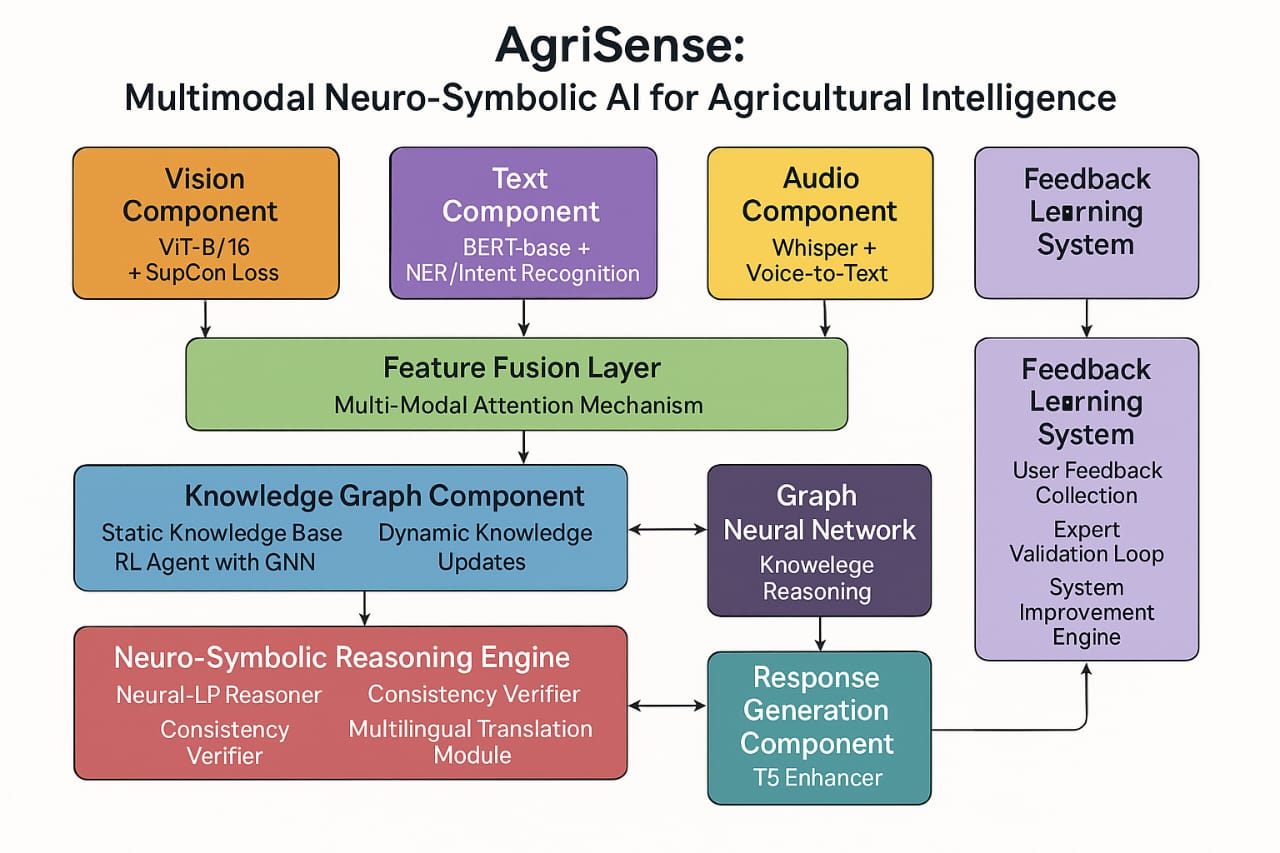 AgriSense:
Multimodal Neuro-Symbolic AI for Agricultural Intelligence
Vision
Component
ViT-B/16
+ SupCon Loss
Text
Component
BERT-base +
NER/Intent Recognition
Audio
Component
Whisper +
Voice-to-Text
Feedback
Learning
System
Feature Fusion Layer
Multi-Modal Attention Mechanism
Feedback
Learning
System
User Feedback
Collection
Expert
Validation Loop
System
Improvement
Engine
Knowledge Graph Component
Static Knowledge Base
RL Agent with GNN
Dynamic Knowledge
Updates
Graph
Neural Network
Knowelege
Reasoning
Neuro-Symbolic Reasoning Engine
Neural-LP Reasoner
Consistency
Verifier
Consistency Verifier
Multilingual Translation
Module
Response
Generation
Component
T5 Enhancer